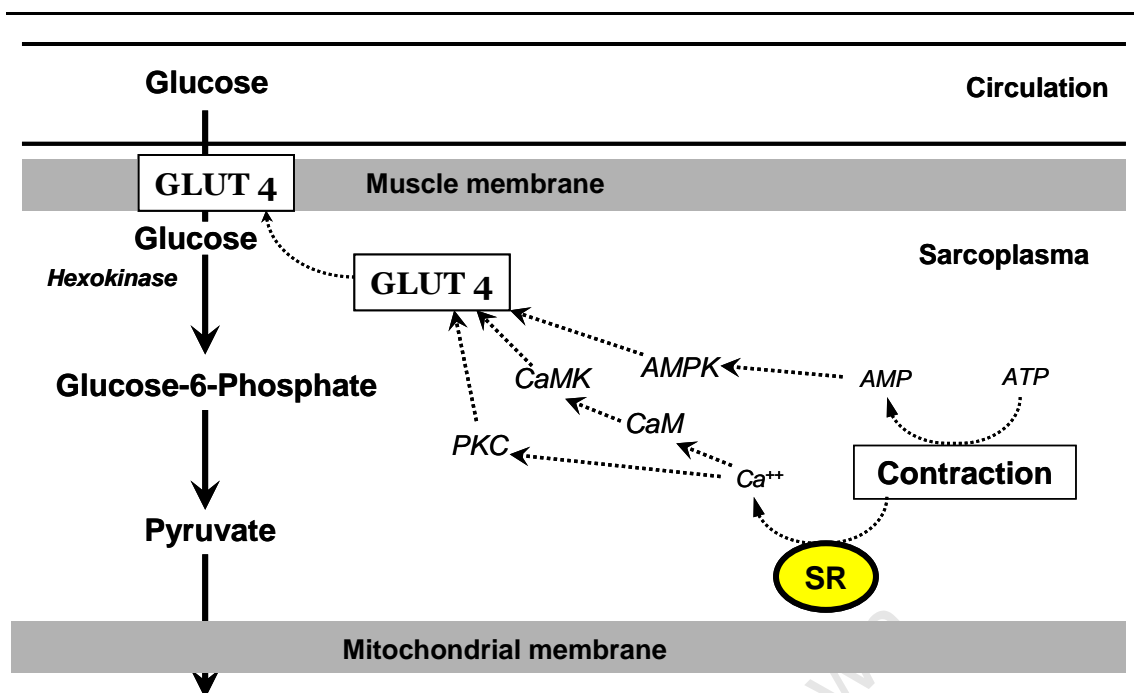 Glucose
Circulation
GLUT 4
Muscle membrane
Glucose
Sarcoplasma
Hexokinase
GLUT 4
AMPK
CaMK
AMP
ATP
Glucose-6-Phosphate
CaM
PKC
Ca++
Contraction
Pyruvate
SR
Mitochondrial membrane